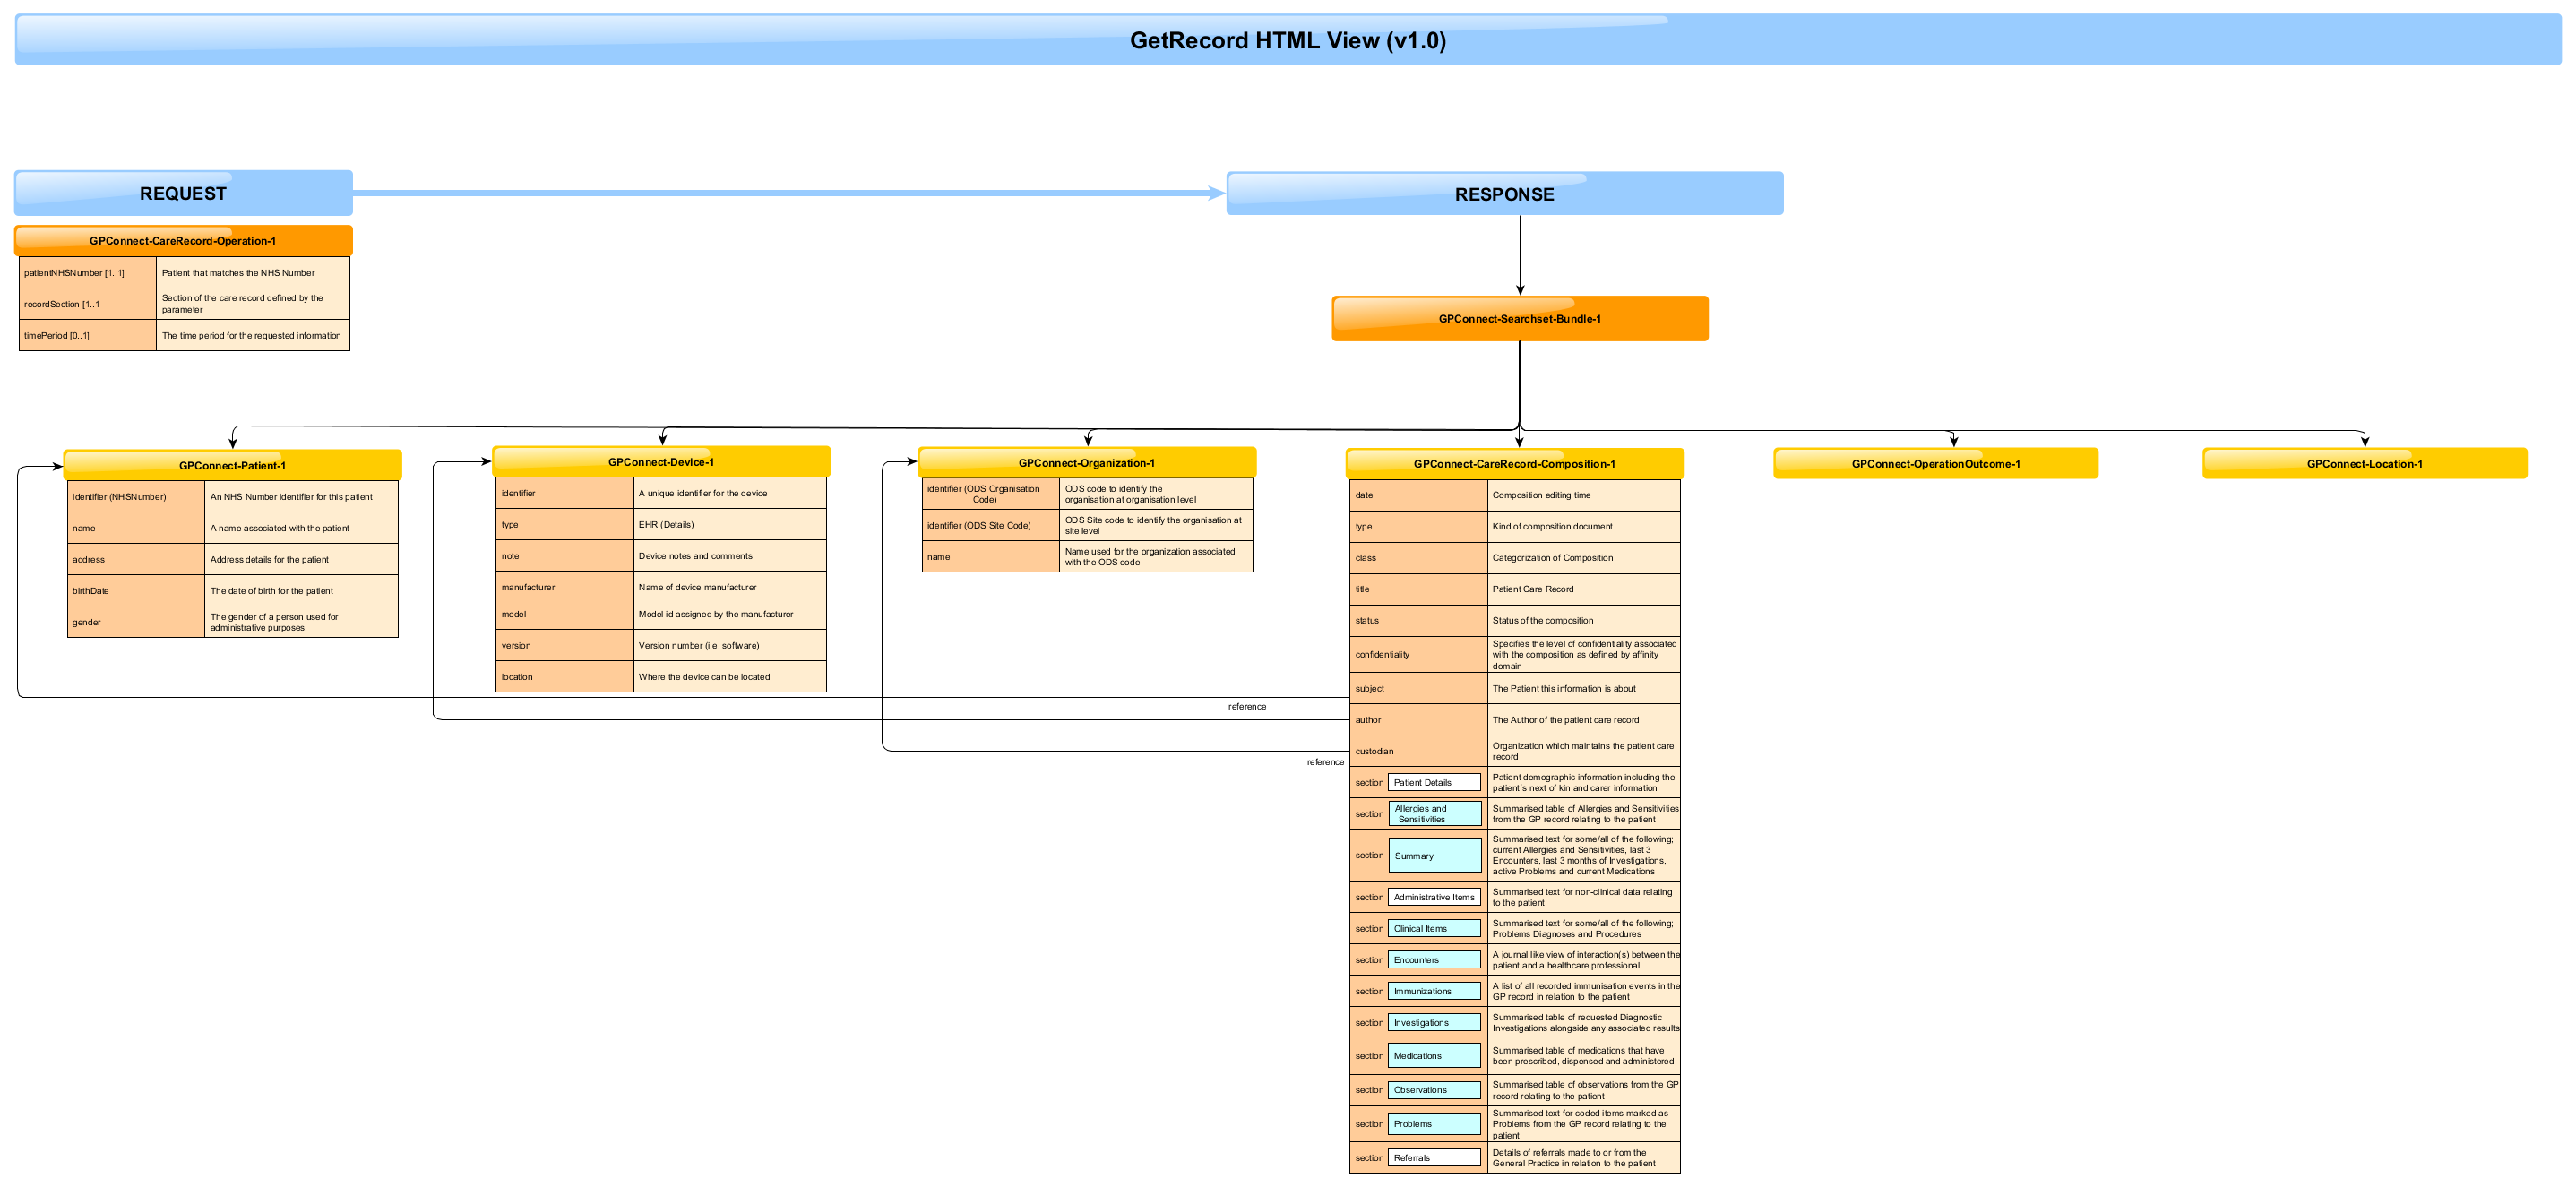 GetRecord HTML View (v1.0)
REQUEST
RESPONSE
GPConnect-CareRecord-Operation-1
patientNHSNumber [1..1]
Patient that matches the NHS Number
recordSection [1..1
Section of the care record defined by the
parameter
timePeriod [0..1]
The time period for the requested information
GPConnect-Searchset-Bundle-1
GPConnect-Patient-1
identifier (NHSNumber)
An NHS Number identifier for this patient
name
A name associated with the patient
address
Address details for the patient
birthDate
The date of birth for the patient
gender
The gender of a person used for
administrative purposes.
GPConnect-Device-1
identifier
A unique identifier for the device
type
EHR (Details)
note
Device notes and comments
manufacturer
Name of device manufacturer
model
Model id assigned by the manufacturer
version
Version number (i.e. software)
location
Where the device can be located
GPConnect-Organization-1
identifier (ODS Organisation
Code)
ODS code to identify the
organisation at organisation level
identifier (ODS Site Code)
ODS Site code to identify the organisation at
site level
name
Name used for the organization associated
with the ODS code
GPConnect-CareRecord-Composition-1
date
Composition editing time
type
Kind of composition document
class
Categorization of Composition
title
Patient Care Record
status
Status of the composition
confidentiality
Specifies the level of confidentiality associated
with the composition as defined by affinity
domain
subject
The Patient this information is about
reference
author
The Author of the patient care record
custodian
Organization which maintains the patient care
record
reference
section
Patient Details
Patient demographic information including the
patient's next of kin and carer information
section
Allergies and
Sensitivities
Summarised table of Allergies and Sensitivities
from the GP record relating to the patient
section
Summary
Summarised text for some/all of the following;
current Allergies and Sensitivities, last 3
Encounters, last 3 months of Investigations,
active Problems and current Medications
section
Administrative Items
Summarised text for non-clinical data relating
to the patient
section
Clinical Items
Summarised text for some/all of the following;
Problems Diagnoses and Procedures
section
Encounters
A journal like view of interaction(s) between the
patient and a healthcare professional
section
Immunizations
A list of all recorded immunisation events in the
GP record in relation to the patient
section
Investigations
Summarised table of requested Diagnostic
Investigations alongside any associated results
section
Medications
Summarised table of medications that have
been prescribed, dispensed and administered
section
Observations
Summarised table of observations from the GP
record relating to the patient
section
Problems
Summarised text for coded items marked as
Problems from the GP record relating to the
patient
section
Referrals
Details of referrals made to or from the
General Practice in relation to the patient
GPConnect-OperationOutcome-1
GPConnect-Location-1